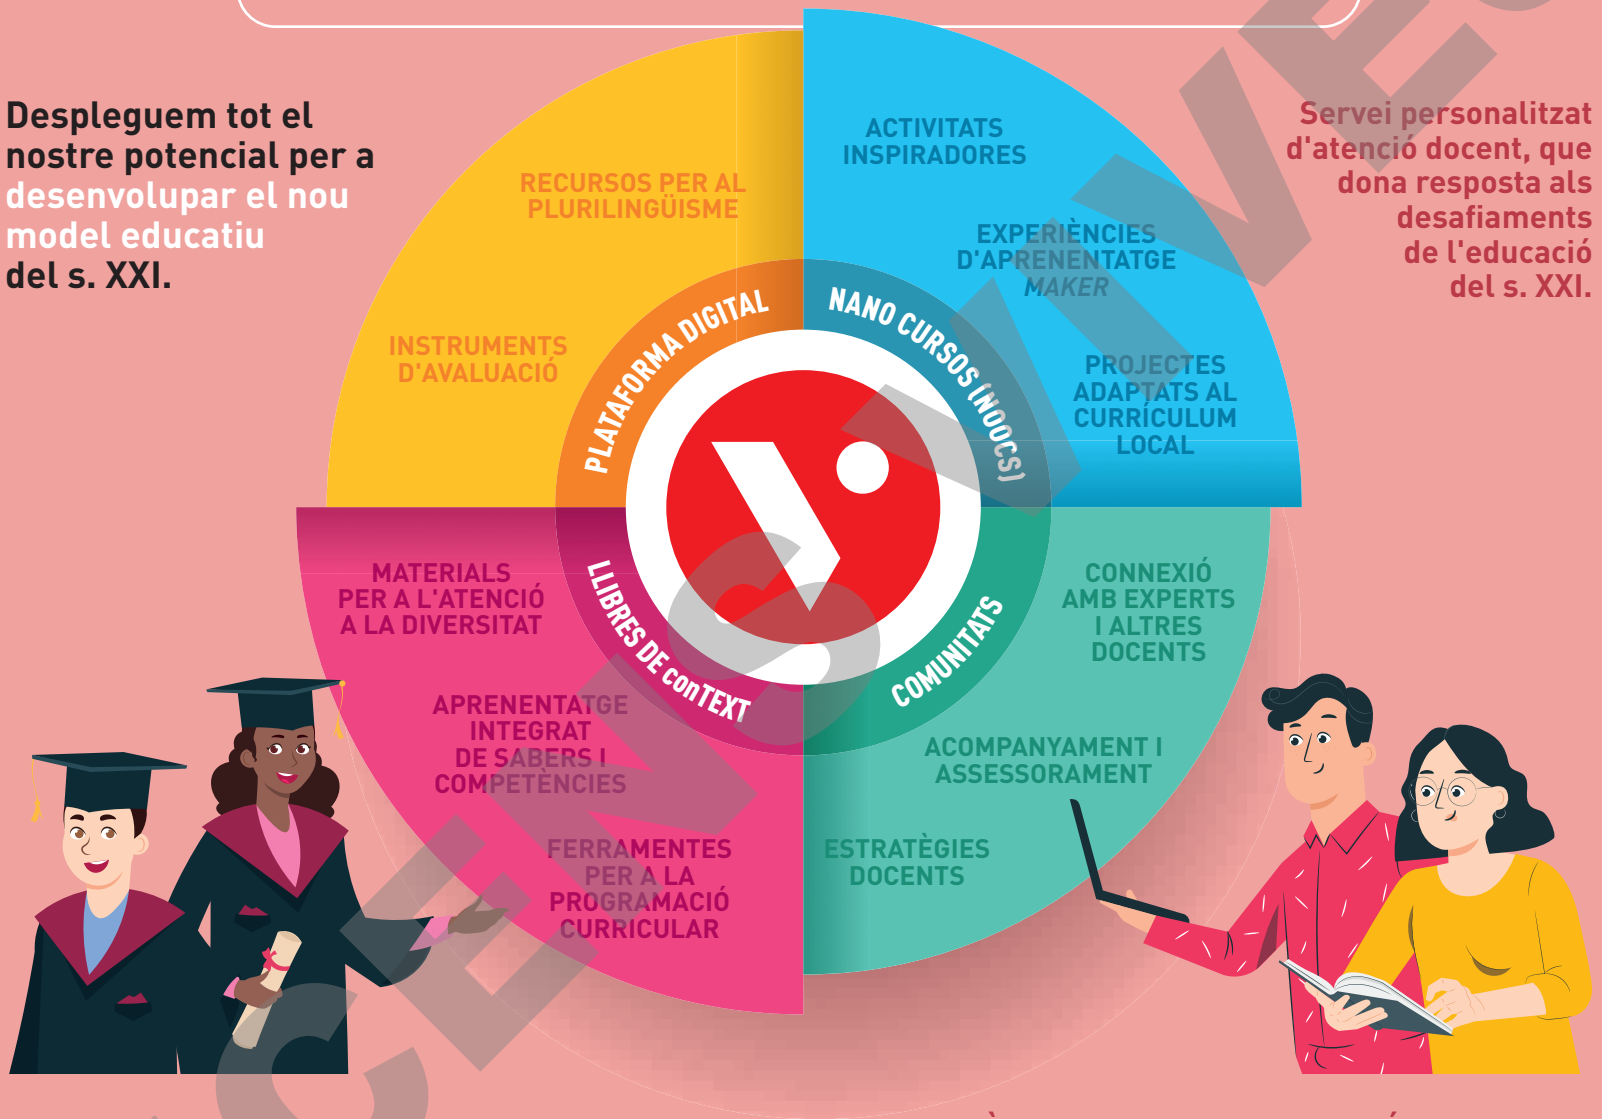 Despleguem tot el
nostre potencial per a
desenvolupar el nou
model educatiu
del s. XXI.
Servei personalitzat
d'atenció docent, que
dona resposta als
desafiaments
de l'educació
del s. XXI.
RECURSOS PER AL
PLURILINGÜISME
INSTRUMENTS
D'AVALUACIÓ
PLATAFORMA DIGITAL
ACTIVITATS
INSPIRADORES
EXPERIÈNCIES
D'APRENENTATGE
MAKER
PROJECTES
ADAPTATS AL
CURRÍCULUM
LOCAL
NANO CURSOS (NOOCS)
MATERIALS
PER A L'ATENCIÓ
A LA DIVERSITAT
APRENENTATGE
INTEGRAT
DE SABERS I
COMPETÈNCIES
FERRAMENTES
PER A LA
PROGRAMACIÓ
CURRICULAR
LLIBRES DE conTEXT
CONNEXIÓ
AMB EXPERTS
I ALTRES
DOCENTS
ACOMPANYAMENT I
ASSESSORAMENT
ESTRATÈGIES
DOCENTS
COMUNITATS